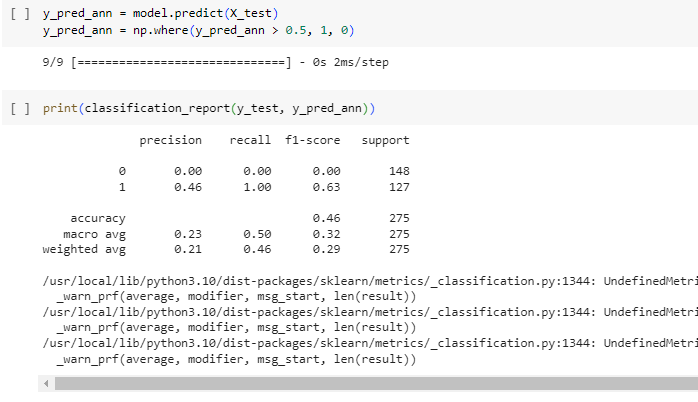 [ ] y_pred_ann = model.predict(X_test)
y_pred_ann = np.where(y_pred_ann > 0.5, 1, 0)
9/9 [==============================] - 0s 2ms/step
[ ] print(classification_report(y_test, y_pred_ann))
precision recall f1-score support
0 0.00 0.00 0.00 148
1 0.46 1.00 0.63 127
accuracy 0.46 275
macro avg 0.23 0.50 0.32 275
weighted avg 0.21 0.46 0.29 275
/usr/local/lib/python3.10/dist-packages/sklearn/metrics/_classification.py:1344: UndefinedMetri
_warn_prf(average, modifier, msg_start, len(result))
/usr/local/lib/python3.10/dist-packages/sklearn/metrics/_classification.py:1344: UndefinedMetri
_warn_prf(average, modifier, msg_start, len(result))
/usr/local/lib/python3.10/dist-packages/sklearn/metrics/_classification.py:1344: UndefinedMetri
_warn_prf(average, modifier, msg_start, len(result))